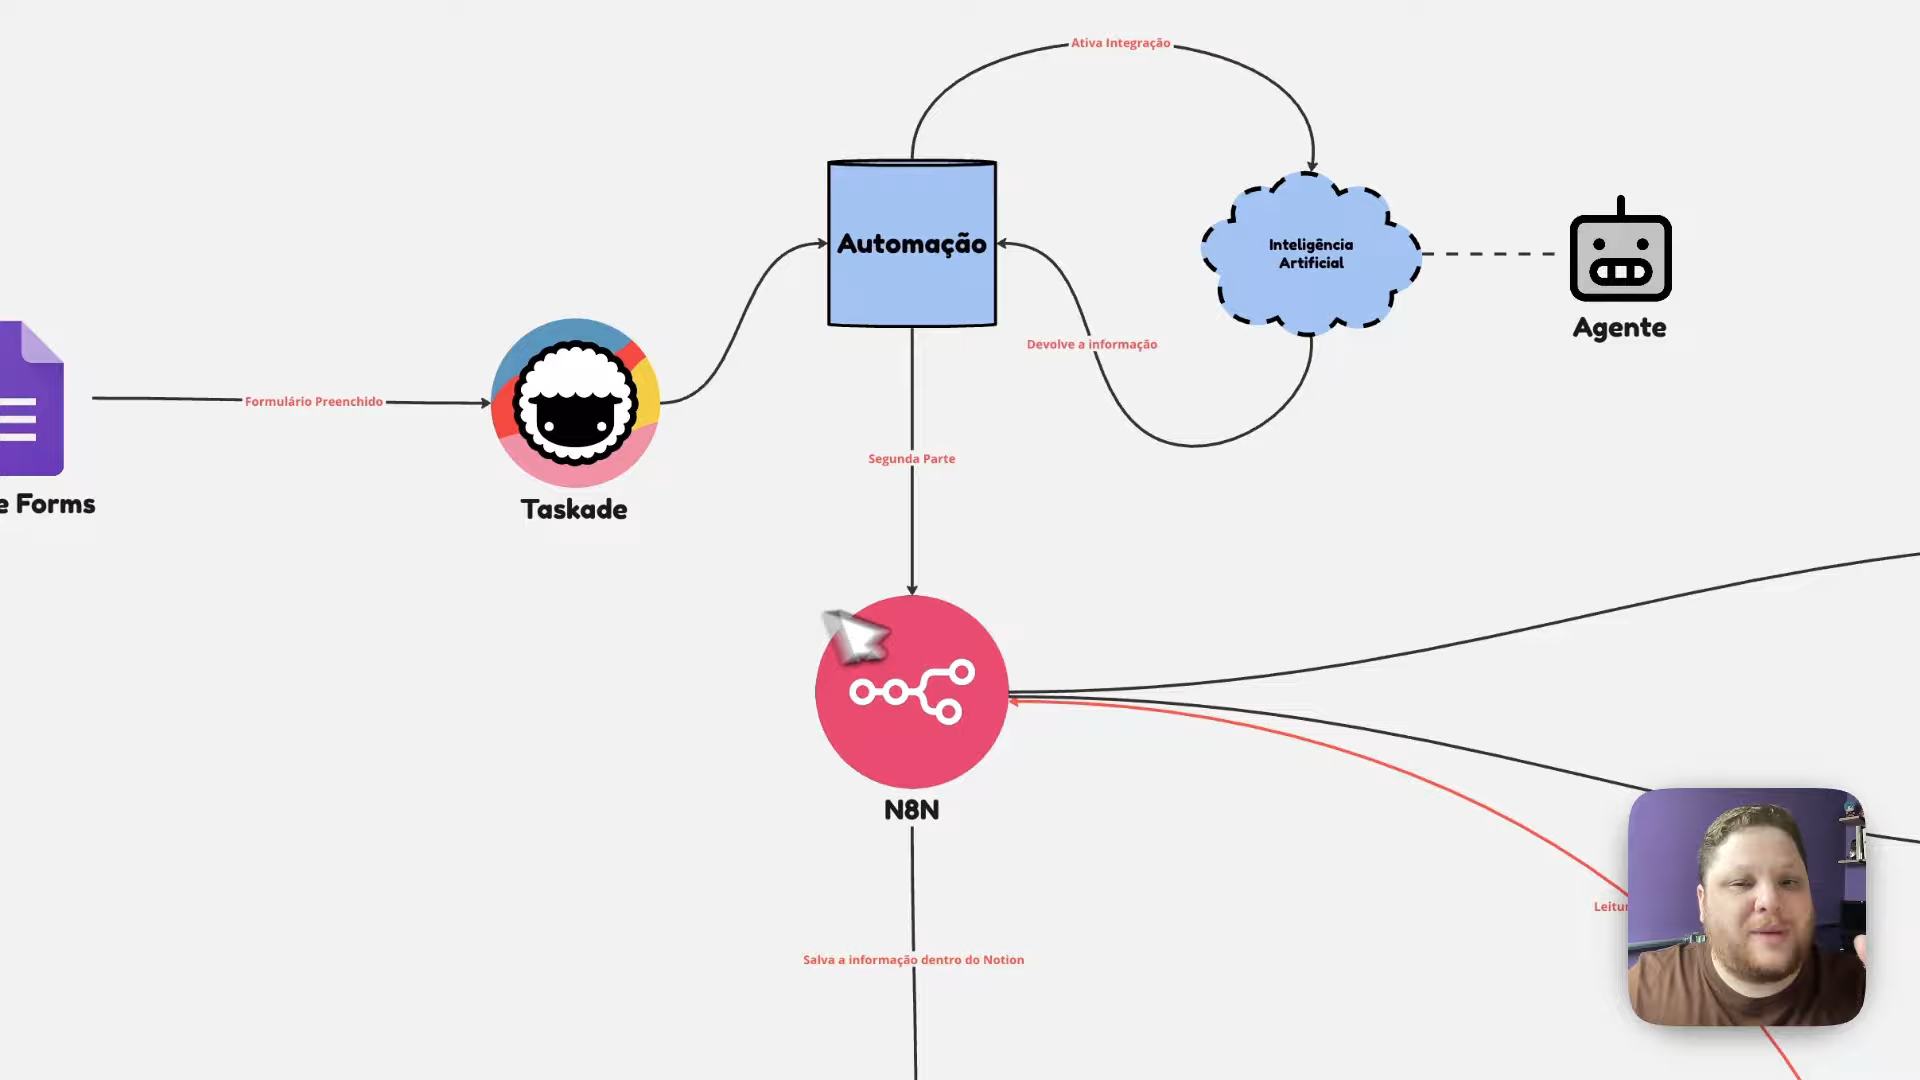 Ativa Integração
Automação
Inteligência
Artificial
Agente
Devolve a informação
Formulário Preenchido
e Forms
Taskade
Segunda Parte
N8N
Leitur
Salva a informação dentro do Notion